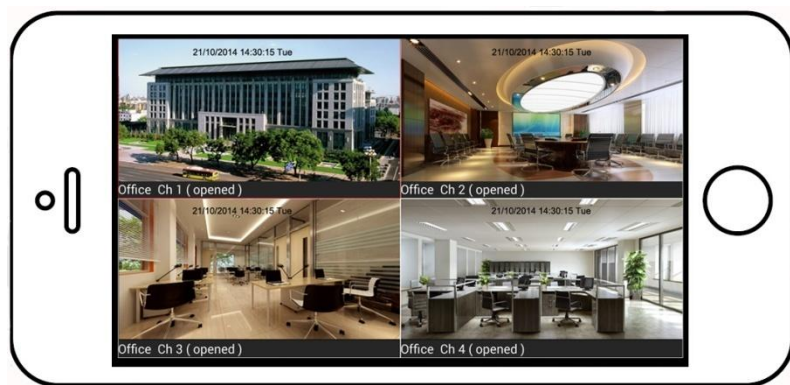 21/10/2014 14:30:15 Tue
21/10/2014 14:30:15 Tue
Office Ch 1 ( opened )
Office Ch 2 ( opened )
21/10/2014 14:30:15 Tue
21/10/2014 14:30:15 Tue
Office Ch 3 ( opened )
Office Ch 4 ( opened )